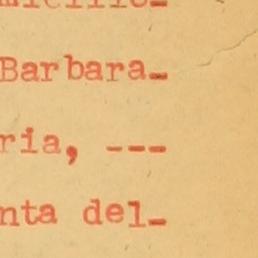 Barbara_
ria, ---
nta del_